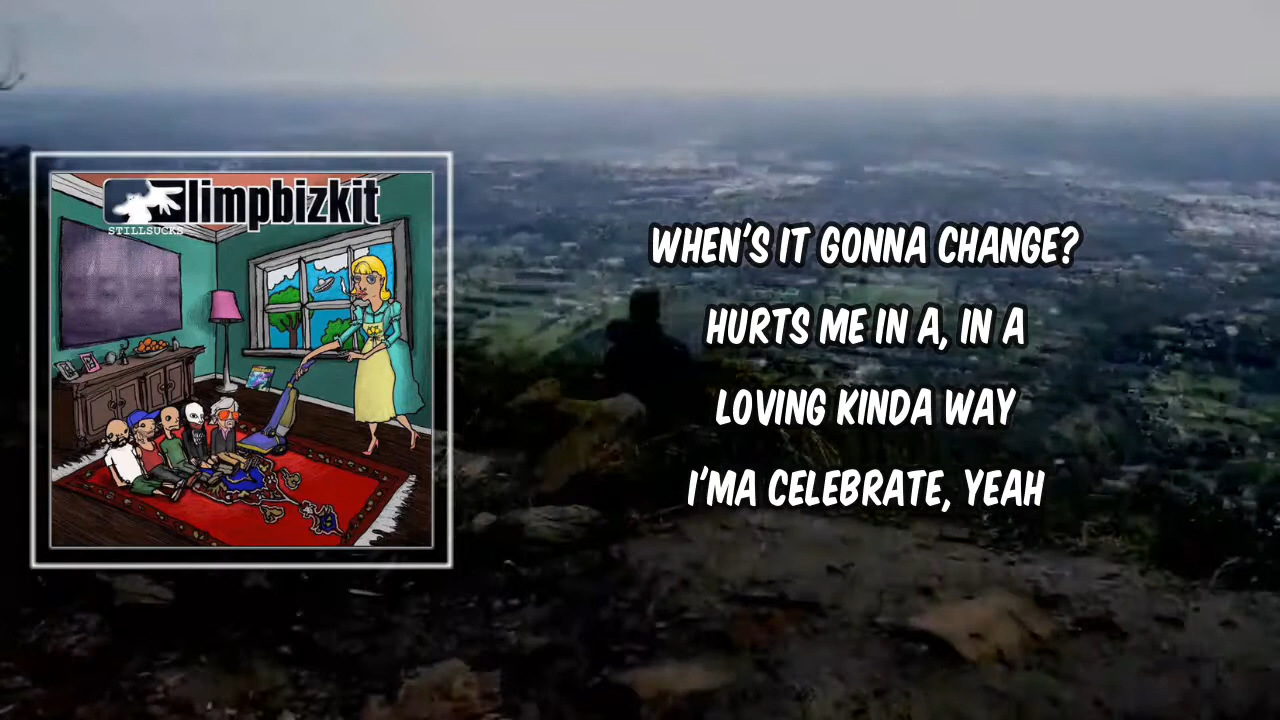 limpbizkit
STILLSUCKS
WHEN'S IT GONNA CHANGE?
HURTS ME IN A, IN A
LOVING KINDA WAY
I'MA CELEBRATE, YEAH